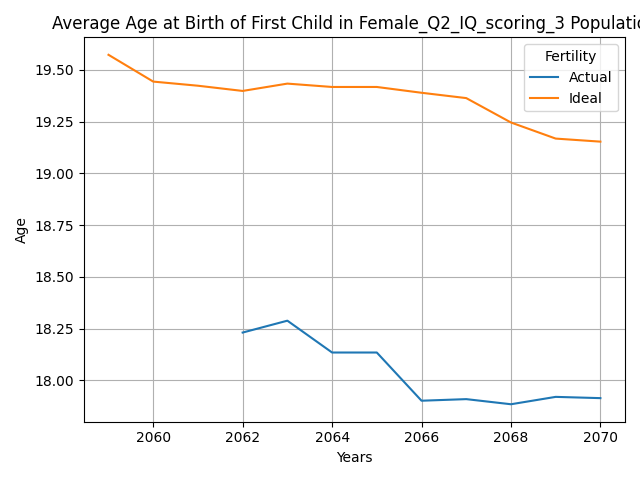 Average Age at Birth of First Child in Female_Q2_IQ_scoring_3 Populatio
Fertility
Actual
Ideal
19.50
19.25
19.00
18.75
18.50
18.25
18.00
Age
2060
2062
2064
2066
2068
2070
Years